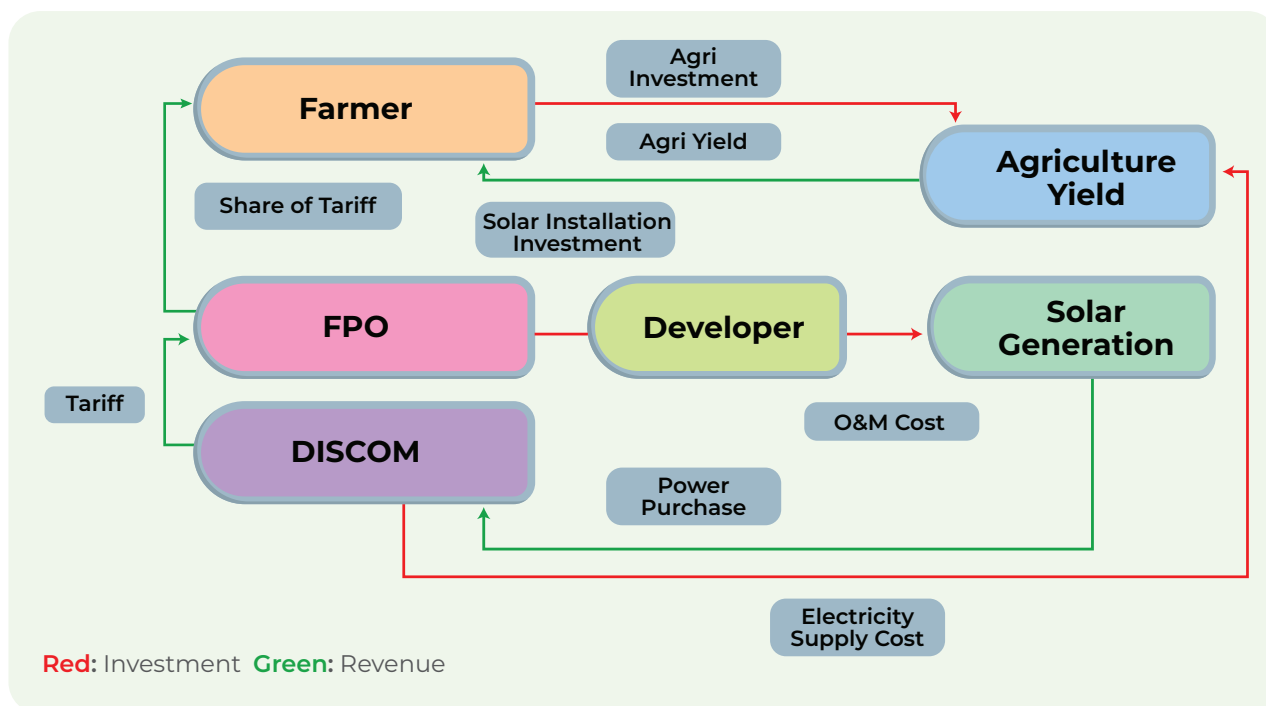 Agri
Investment
Farmer
Agri Yield
Agriculture
Yield
Share of Tariff
Solar Installation
Investment
FPO
Developer
Solar
Generation
Tariff
O&M Cost
DISCOM
Power
Purchase
Electricity
Supply Cost
Red: Investment Green: Revenue